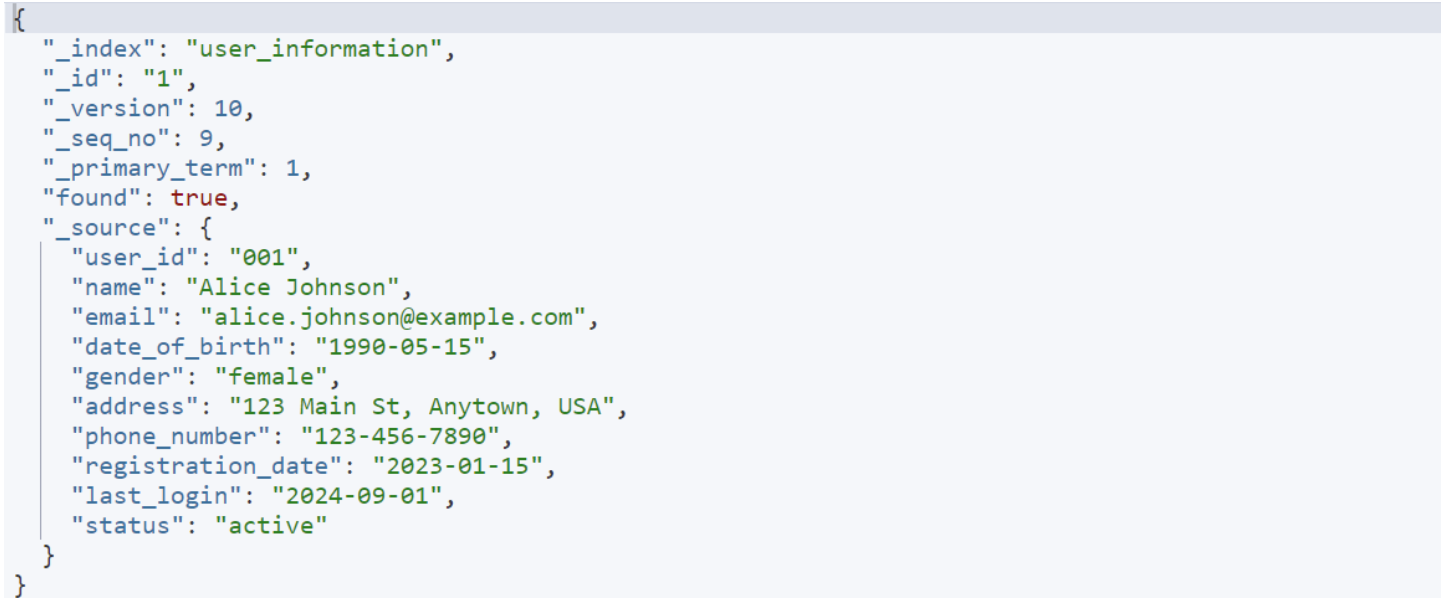 {
  "_index": "user_information",
  "_id": "1",
  "_version": 10,
  "_seq_no": 9,
  "_primary_term": 1,
  "found": true,
  "_source": {
    "user_id": "001",
    "name": "Alice Johnson",
    "email": "alice.johnson@example.com",
    "date_of_birth": "1990-05-15",
    "gender": "female",
    "address": "123 Main St, Anytown, USA",
    "phone_number": "123-456-7890",
    "registration_date": "2023-01-15",
    "last_login": "2024-09-01",
    "status": "active"
  }
}